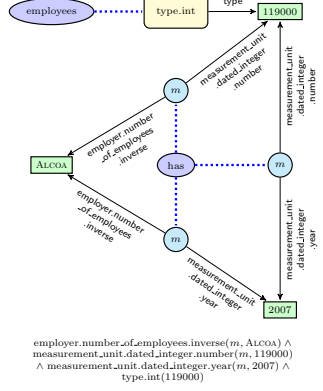 employees
type.int
type
119000
measurement_unit
.dated_integer
.number
m
employer.number
_of_employees
.inverse
measurement_unit
.dated_integer
.number
ALCOA
has
m
employer.number
_of_employees
.inverse
m
measurement_unit
.dated_integer
.year
measurement_unit
.dated_integer
.year
2007
employer.number_of_employees.inverse(m, ALCOA) ∧
measurement_unit.dated_integer.number(m, 119000)
∧ measurement_unit.dated_integer.year(m, 2007) ∧
type.int(119000)